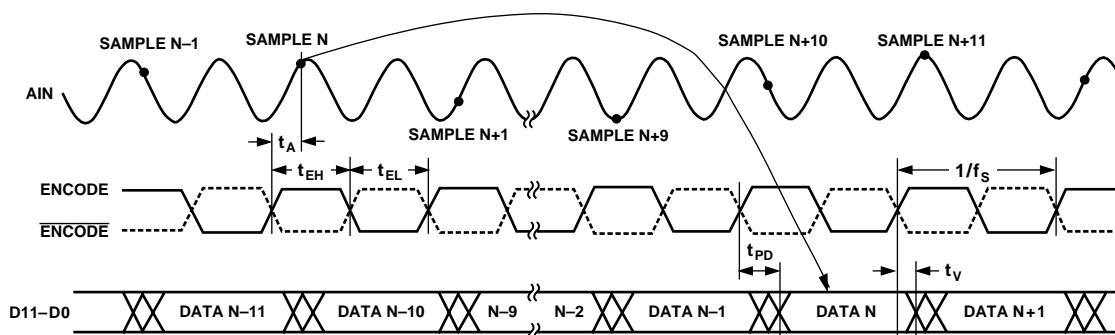 SAMPLE N–1
SAMPLE N
SAMPLE N+10
SAMPLE N+11
AIN
SAMPLE N+1
SAMPLE N+9
tA
tEH
tEL
1/fS
ENCODE
ENCODE
tPD
tV
D11–D0
DATA N–11
DATA N–10
N–9
N–2
DATA N–1
DATA N
DATA N+1